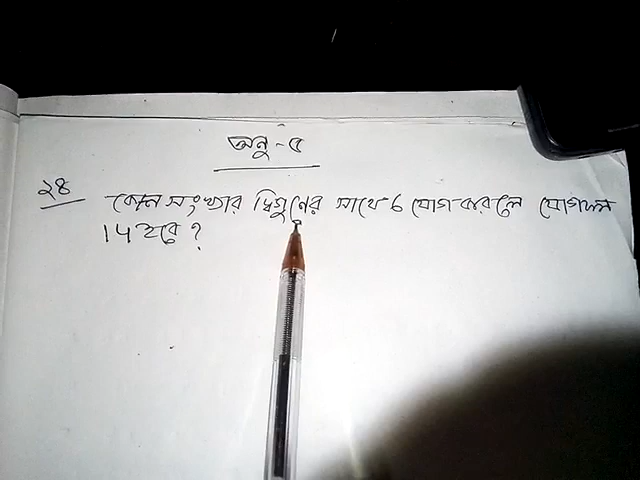 অনু - ৫
২৪ কোন সংখ্যার দ্বিগুনের সাথে 6 যোগ করলে যোগফল
14 হবে?